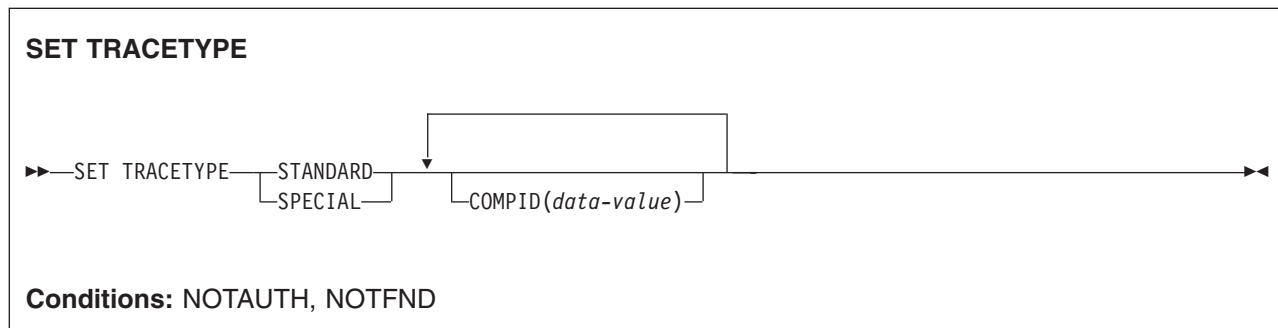 SET TRACETYPE
SET TRACETYPE STANDARD
SPECIAL COMPID(data-value)
Conditions: NOTAUTH, NOTFND